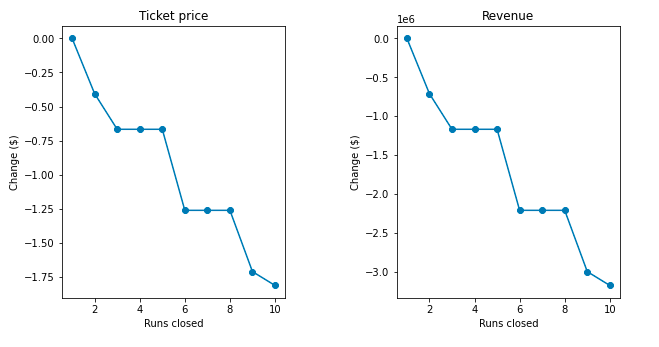 Ticket price
0.00
−0.25
−0.50
−0.75
−1.00
−1.25
−1.50
−1.75
Change ($)
2 4 6 8 10
Runs closed
Revenue
1e6
0.0
−0.5
−1.0
−1.5
−2.0
−2.5
−3.0
Change ($)
2 4 6 8 10
Runs closed